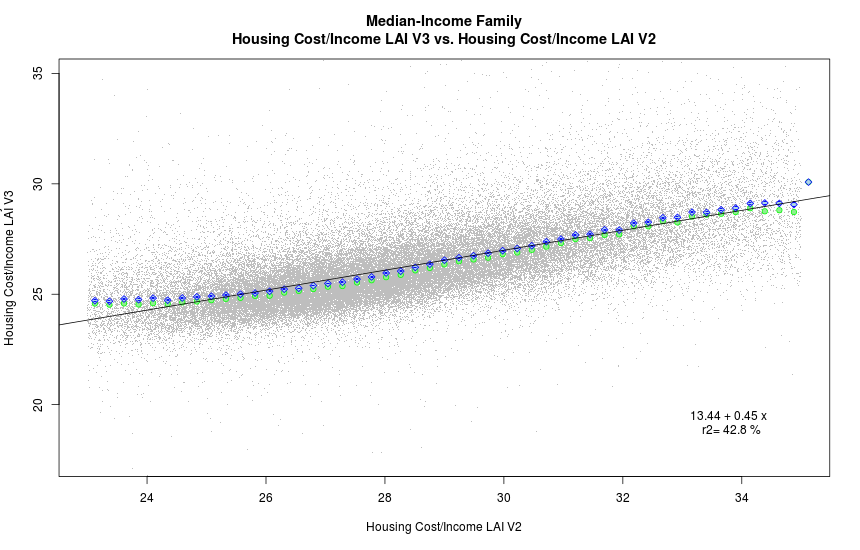 Median-Income Family
Housing Cost/Income LAI V3 vs. Housing Cost/Income LAI V2
Housing Cost/Income LAI V3
35
30
25
20
13.44 + 0.45 x
r2= 42.8 %
24 26 28 30 32 34
Housing Cost/Income LAI V2